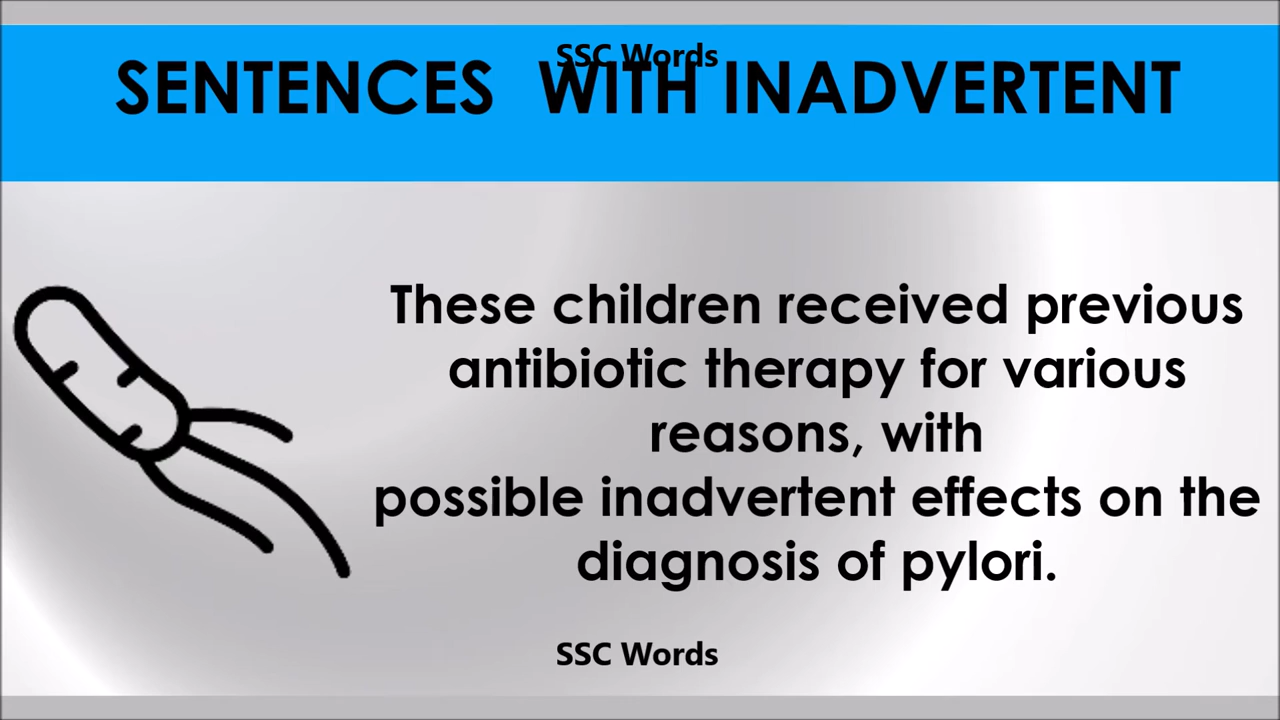 SSC Words
SENTENCES WITH INADVERTENT
These children received previous
antibiotic therapy for various
reasons, with
possible inadvertent effects on the
diagnosis of pylori.
SSC Words